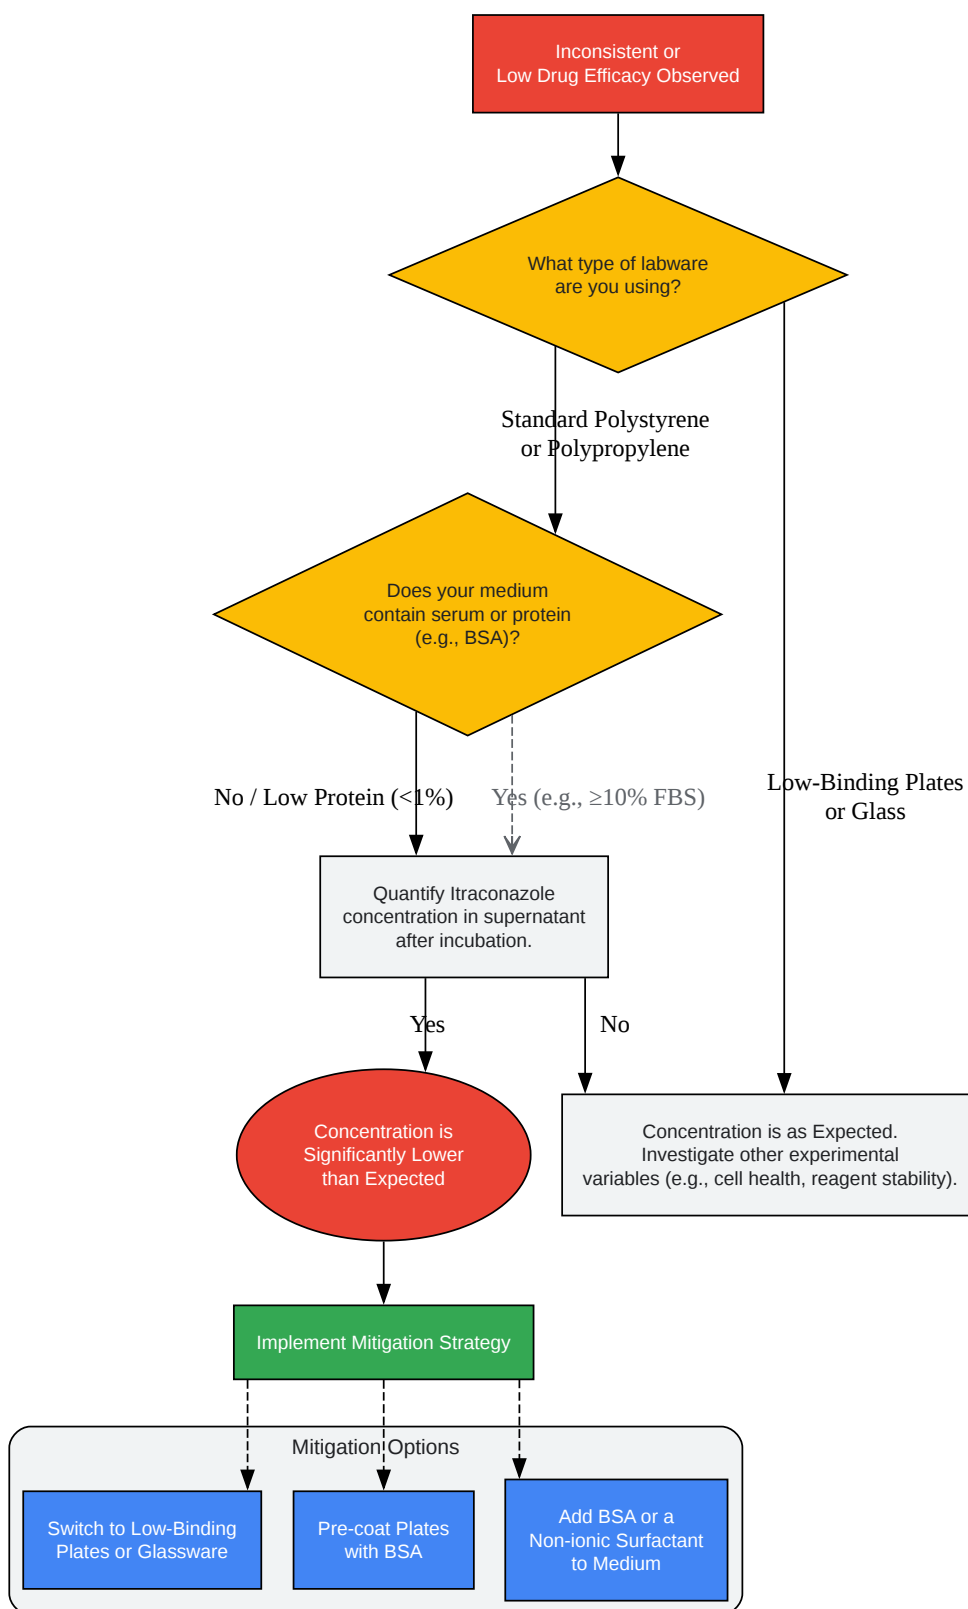 Inconsistent or
Low Drug Efficacy Observed
What type of labware
are you using?
Standard Polystyrene
or Polypropylene
Does your medium
contain serum or protein
(e.g., BSA)?
Low-Binding Plates
or Glass
No / Low Protein (<1%)
Yes (e.g., ≥10% FBS)
Quantify Itraconazole
concentration in supernatant
after incubation.
Yes
No
Concentration is
Significantly Lower
than Expected
Concentration is as Expected.
Investigate other experimental
variables (e.g., cell health, reagent stability).
Implement Mitigation Strategy
Mitigation Options
Switch to Low-Binding
Plates or Glassware
Pre-coat Plates
with BSA
Add BSA or a
Non-ionic Surfactant
to Medium